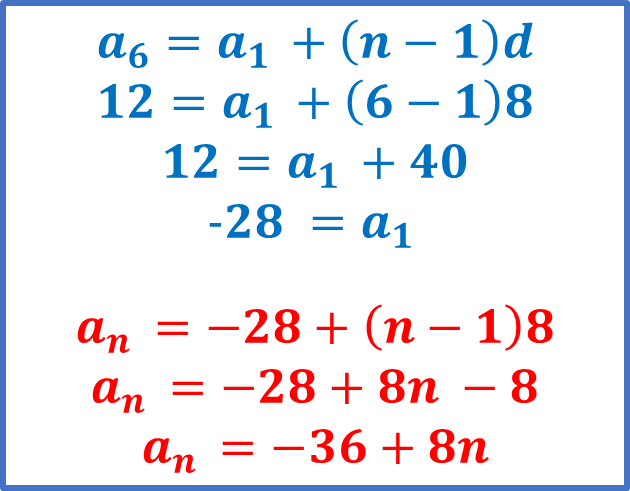 a₆ = a₁ + (n − 1)d
12 = a₁ + (6 − 1)8
12 = a₁ + 40
-28 = a₁
aₙ = −28 + (n − 1)8
aₙ = −28 + 8n − 8
aₙ = −36 + 8n